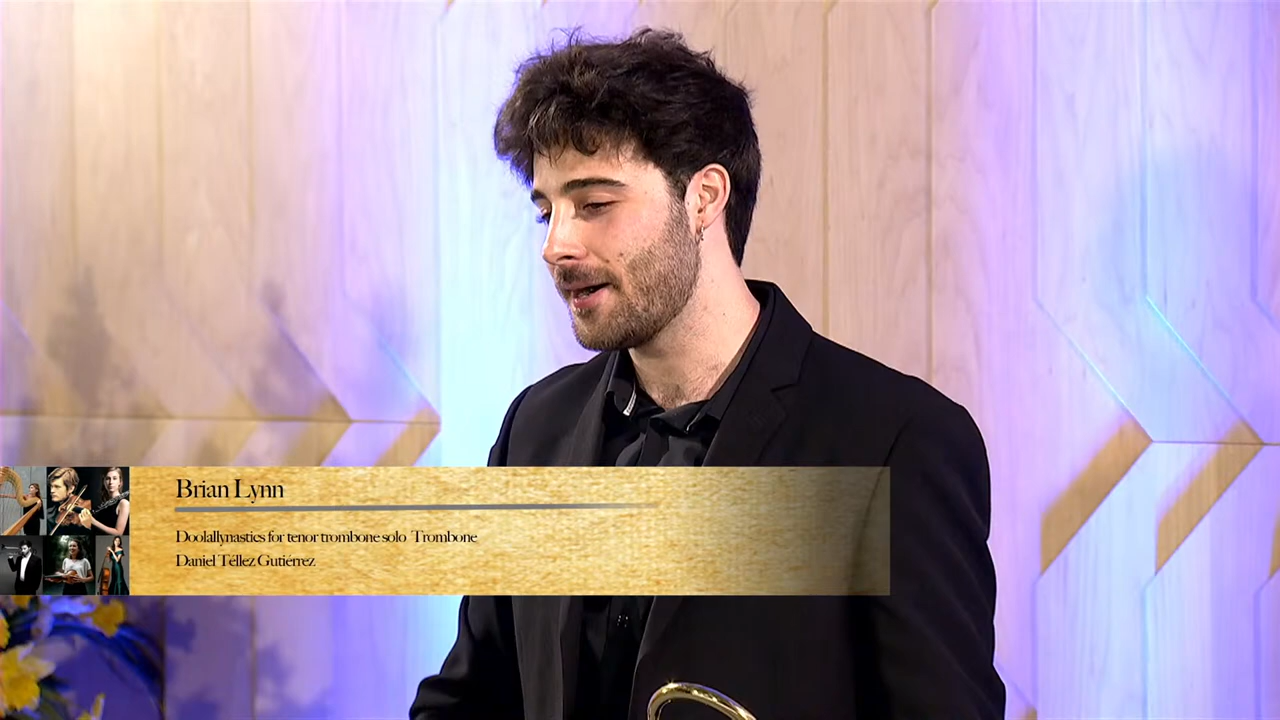 Brian Lynn
Doolallynastics for tenor trombone solo Trombone
Daniel Téllez Gutiérrez